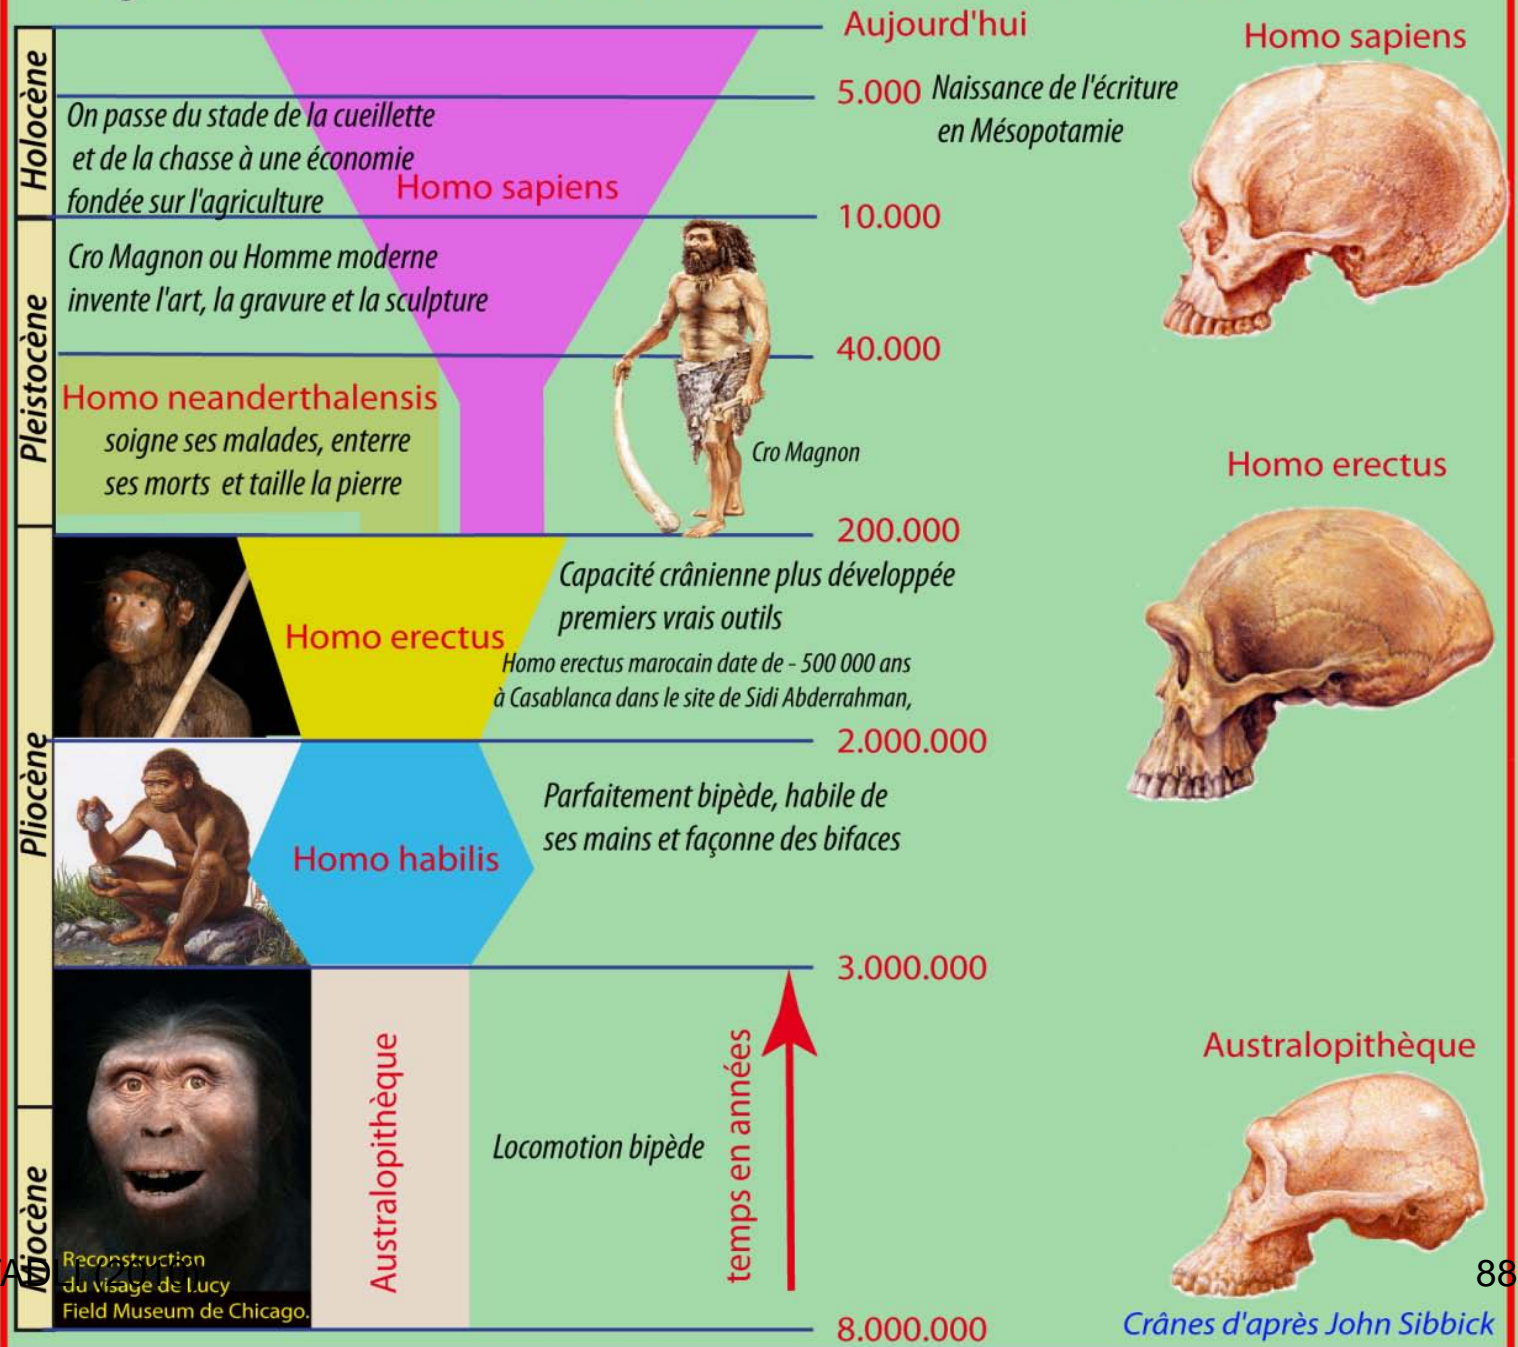 Aujourd'hui
Homo sapiens
Holocène
5.000
Naissance de l'écriture
en Mésopotamie
On passe du stade de la cueillette
et de la chasse à une économie
fondée sur l'agriculture
Homo sapiens
10.000
Cro Magnon ou Homme moderne
invente l'art, la gravure et la sculpture
Pleistocène
40.000
Homo neanderthalensis
soigne ses malades, enterre
ses morts et taille la pierre
Cro Magnon
Homo erectus
200.000
Capacité crânienne plus développée
premiers vrais outils
Homo erectus
Homo erectus marocain date de - 500 000 ans
à Casablanca dans le site de Sidi Abderrahman,
2.000.000
Pliocène
Parfaitement bipède, habile de
ses mains et façonne des bifaces
Homo habilis
3.000.000
Australopithèque
Australopithèque
Locomotion bipède
temps en années
Miocène
Reconstruction
du visage de Lucy
Field Museum de Chicago.
88
8.000.000
Crânes d'après John Sibbick